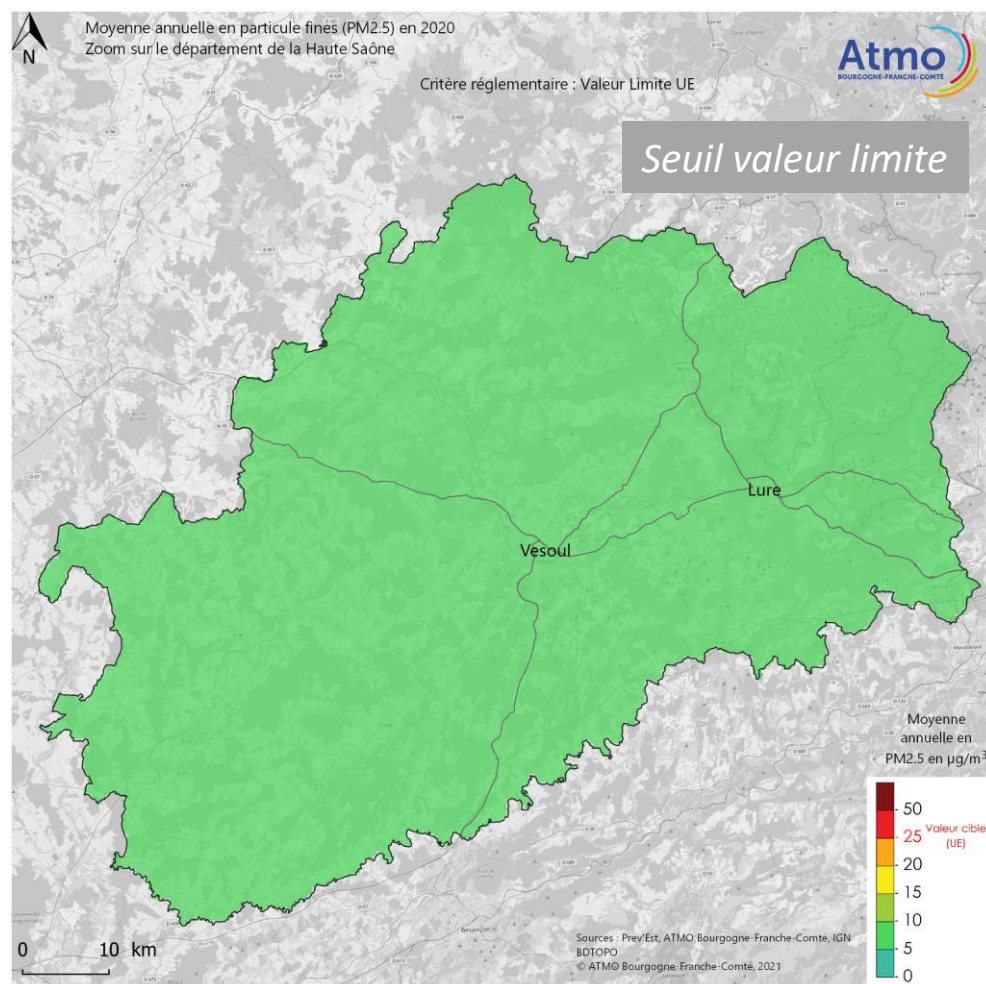 Moyenne annuelle en particule fines (PM2.5) en 2020
Zoom sur le département de la Haute Saône
N
Critère réglementaire : Valeur Limite UE
Atmo
BOURGOGNE-FRANCHE-COMTÉ
Seuil valeur limite
Lure
Vesoul
Moyenne
annuelle en
PM2.5 en µg/m³
50
25 Valeur cible
(UE)
20
15
10
5
0
0 10 km
Sources : Prev'Est, ATMO Bourgogne-Franche-Comté, IGN
BDTOPO
© ATMO Bourgogne-Franche-Comté, 2021